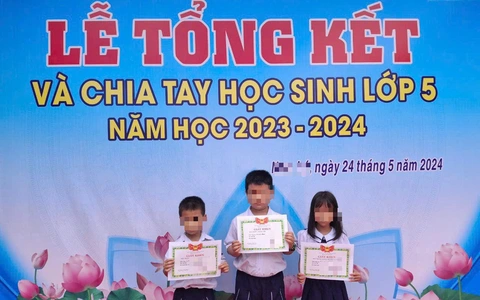 LỄ TỔNG KẾT
VÀ CHIA TAY HỌC SINH LỚP 5
NĂM HỌC 2023 - 2024
, ngày 24 tháng 5 năm 2024